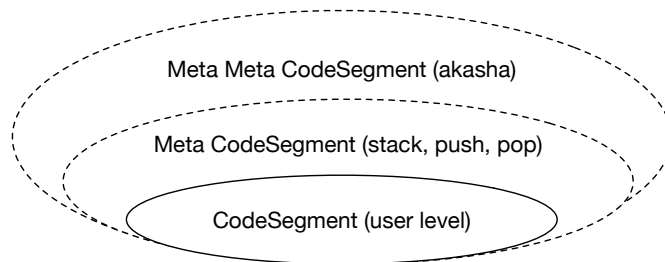 Meta Meta CodeSegment (akasha)
Meta CodeSegment (stack, push, pop)
CodeSegment (user level)